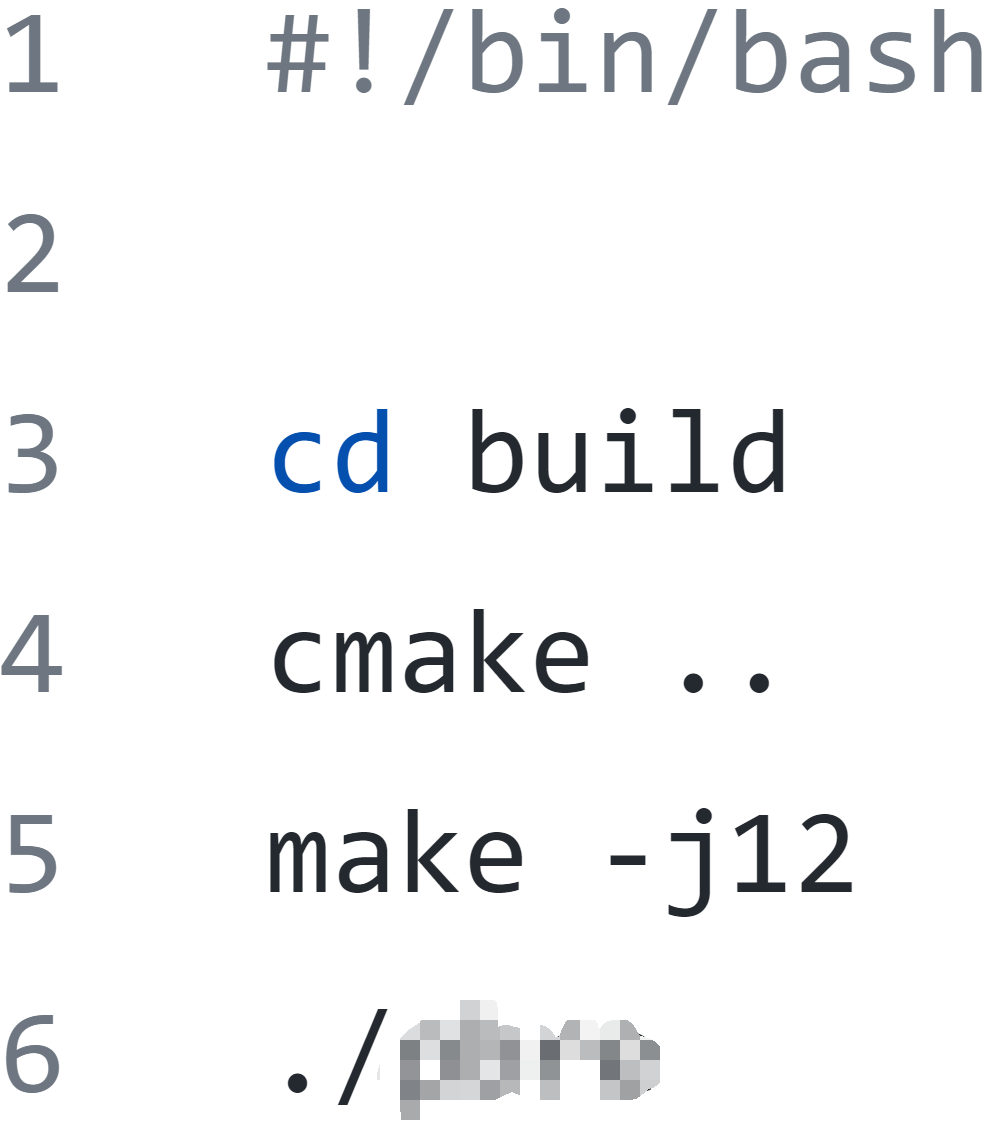 1 #!/bin/bash
2
3 cd build
4 cmake ..
5 make -j12
6 ./